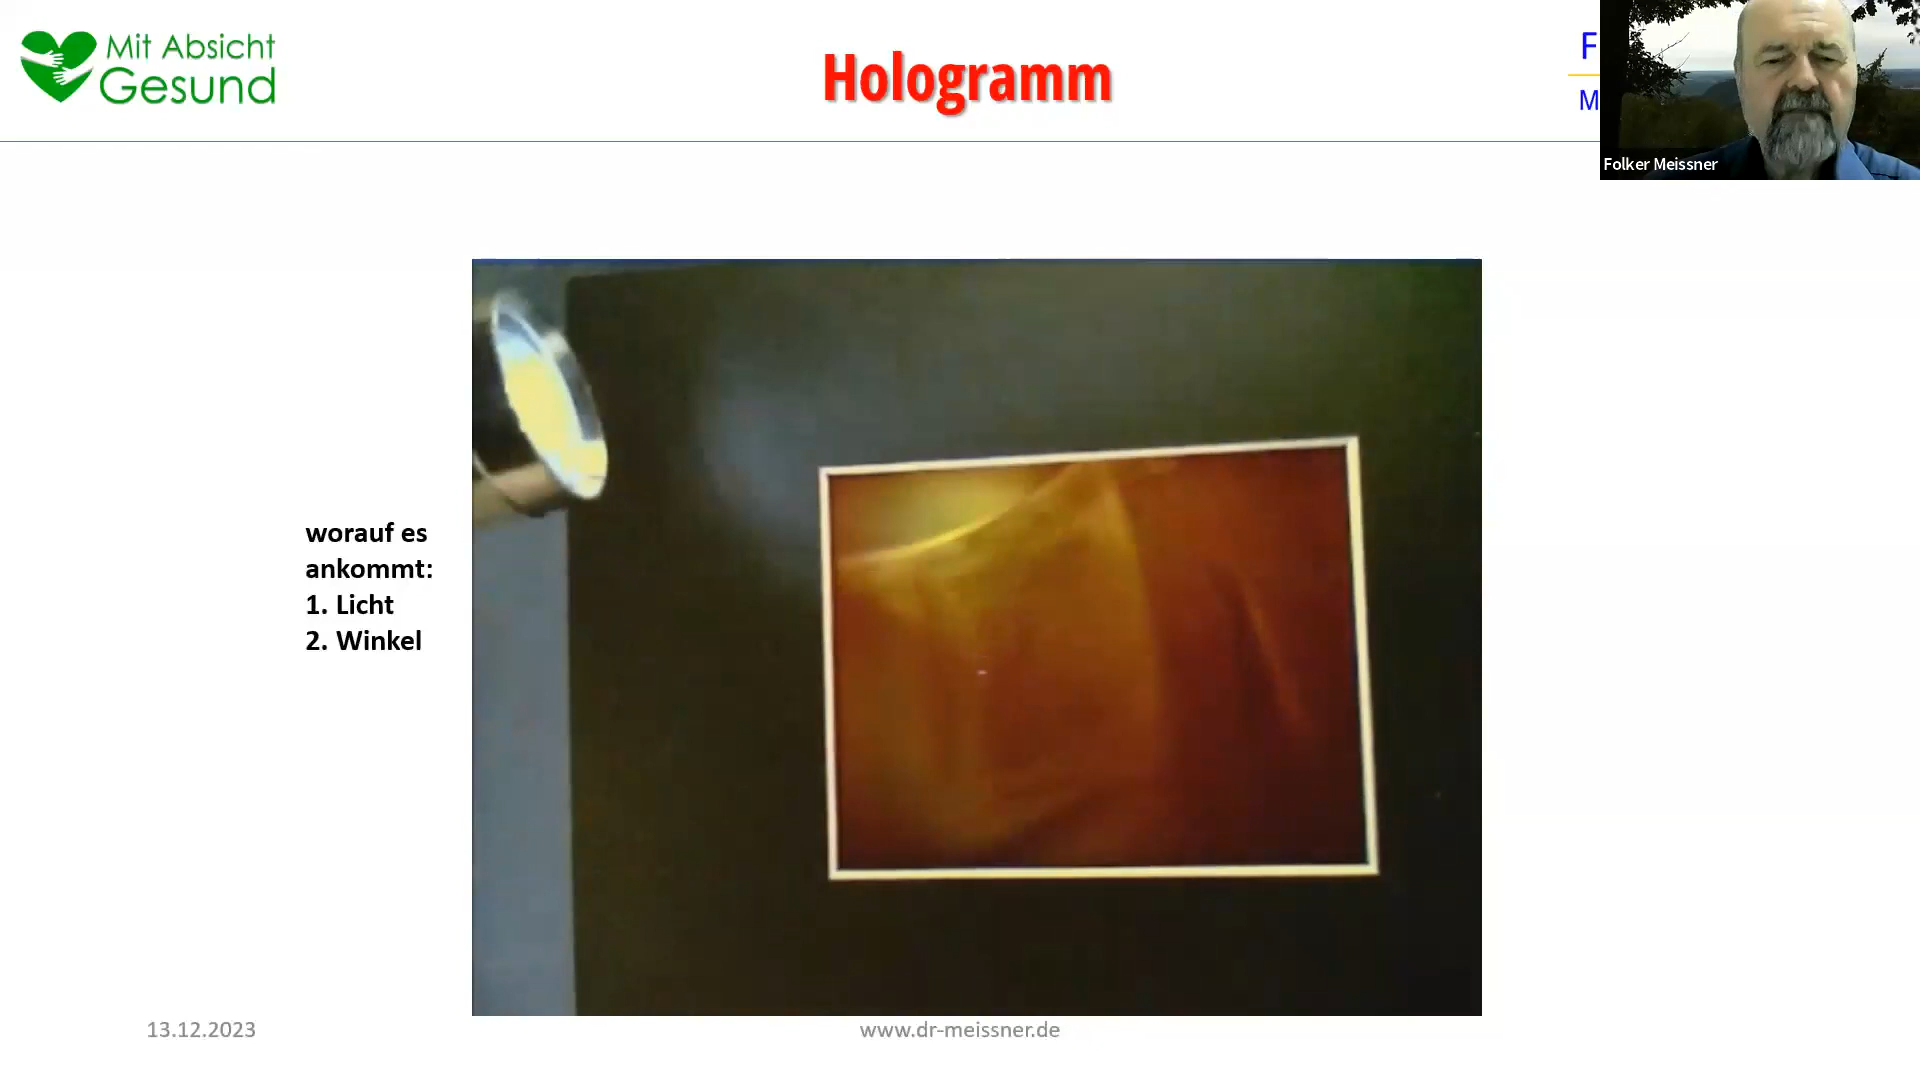 Mit Absicht
Gesund
Hologramm
F
M
Folker Meissner
worauf es
ankommt:
1. Licht
2. Winkel
13.12.2023
www.dr-meissner.de